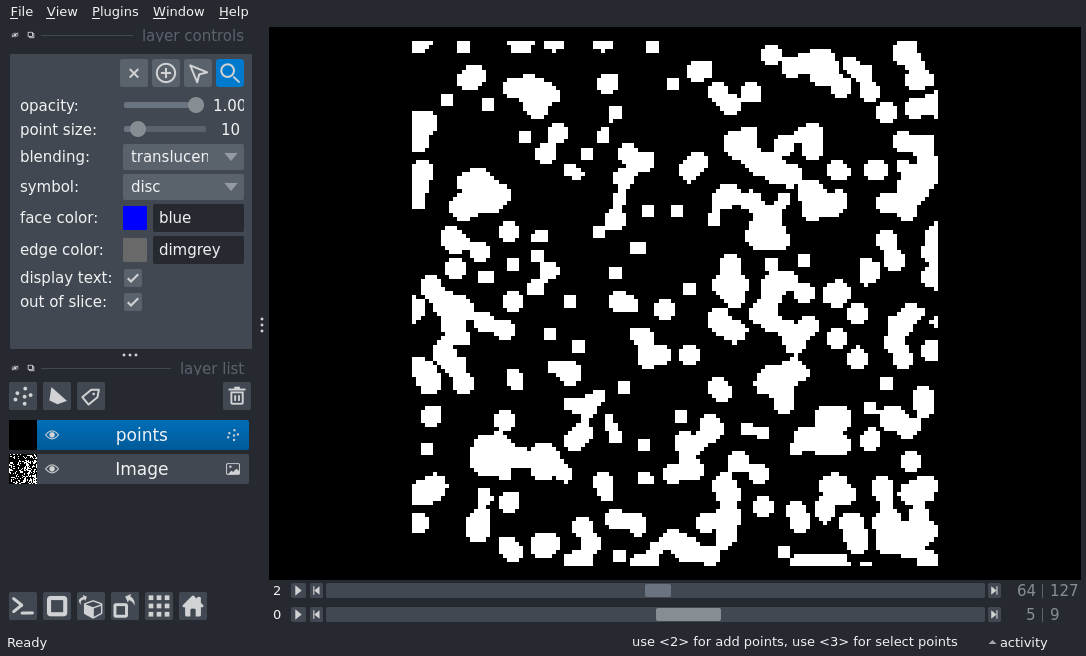 File View Plugins Window Help
layer controls
opacity: 1.00
point size: 10
blending: translucen
symbol: disc
face color: blue
edge color: dimgrey
display text:
out of slice:
layer list
points
Image
2 64 127
0 5 9
Ready use <2> for add points, use <3> for select points activity